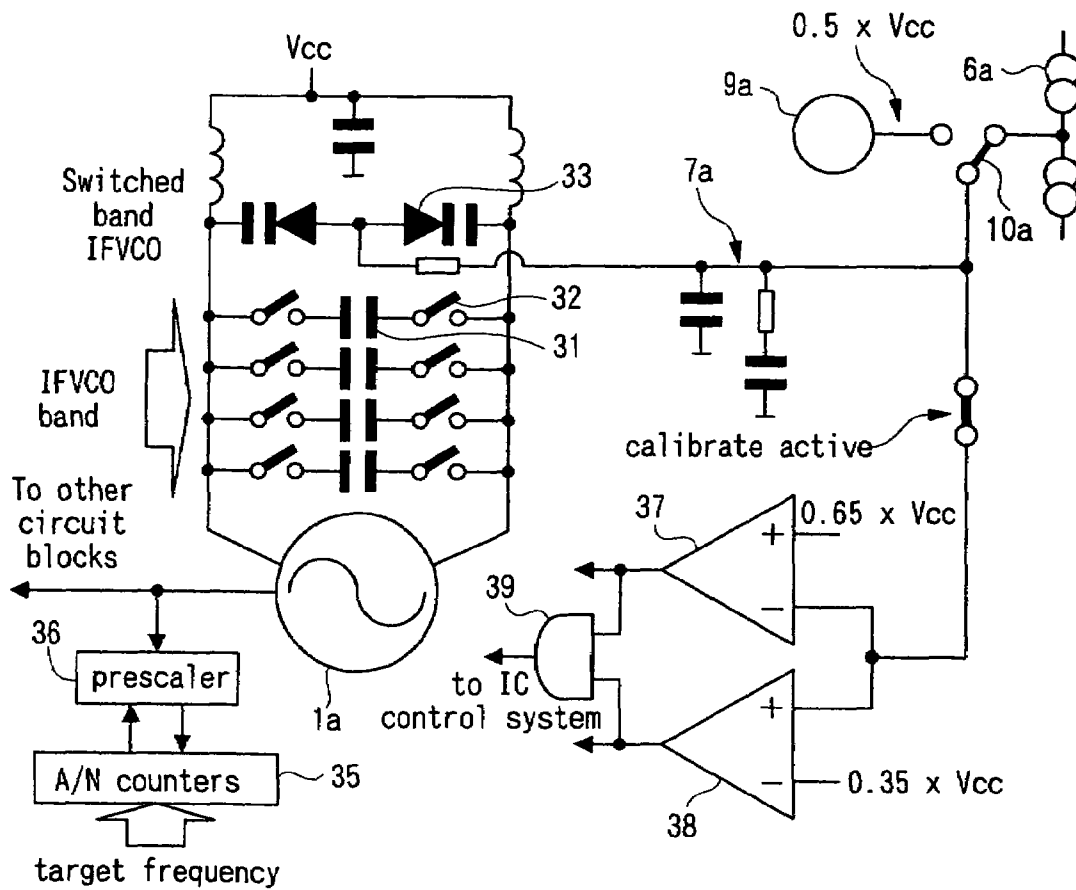 Vcc
0.5 x Vcc
6a
9a
10a
7a
33
Switched
band
IFVCO
32
31
IFVCO
band
calibrate active
To other
circuit
blocks
37
+
0.65 x Vcc
−
39
36
prescaler
1a
to IC
control system
+
−
0.35 x Vcc
38
A/N counters
35
target frequency